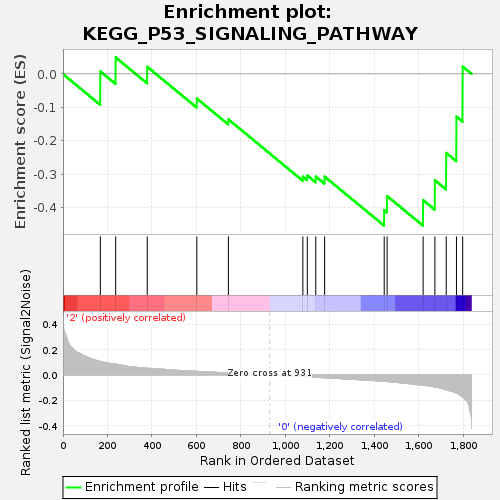 Enrichment plot:
KEGG_P53_SIGNALING_PATHWAY
Enrichment score (ES)
0.0
-0.1
-0.2
-0.3
-0.4
'2' (positively correlated)
Ranked list metric (Signal2Noise)
0.4
0.2
0.0
-0.2
-0.4
Zero cross at 931
'0' (negatively correlated)
0 200 400 600 800 1,000 1,200 1,400 1,600 1,800
Rank in Ordered Dataset
Enrichment profile Hits Ranking metric scores